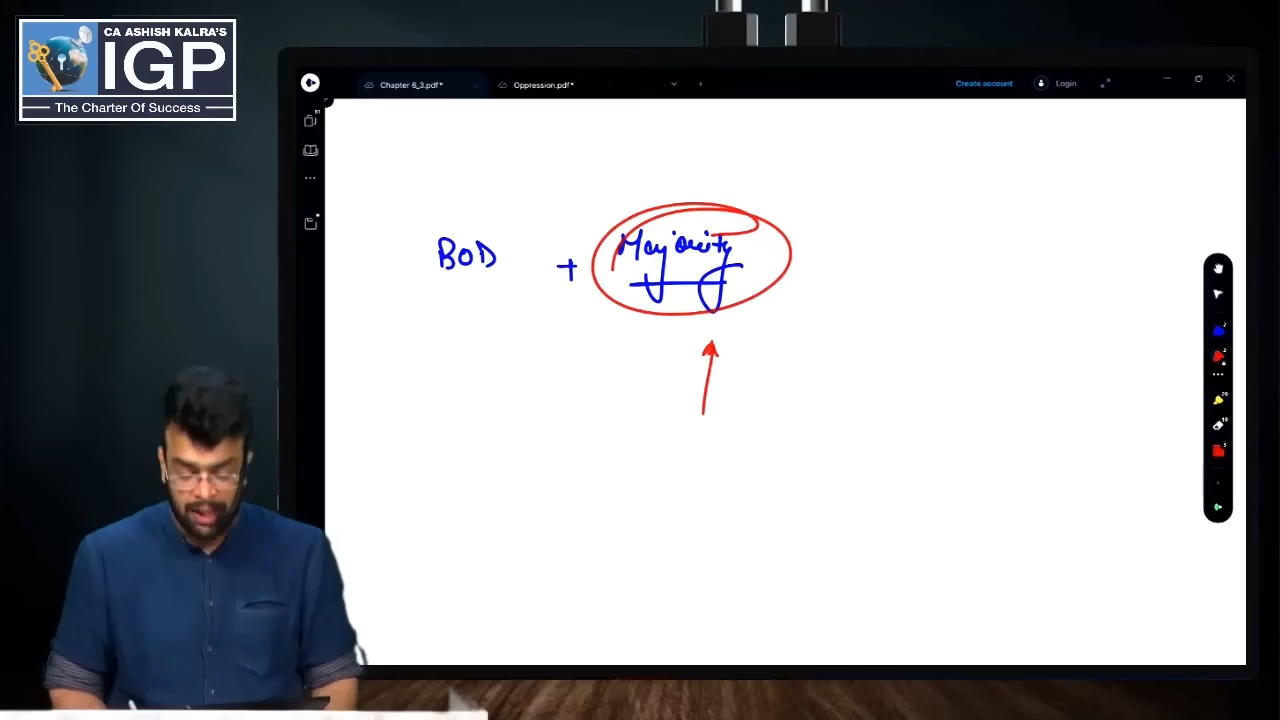 CA ASHISH KALRA'S
IGP
The Charter Of Success
Chapter 6_3.pdf*
Oppression.pdf*
Create account
Login
BOD + Majority